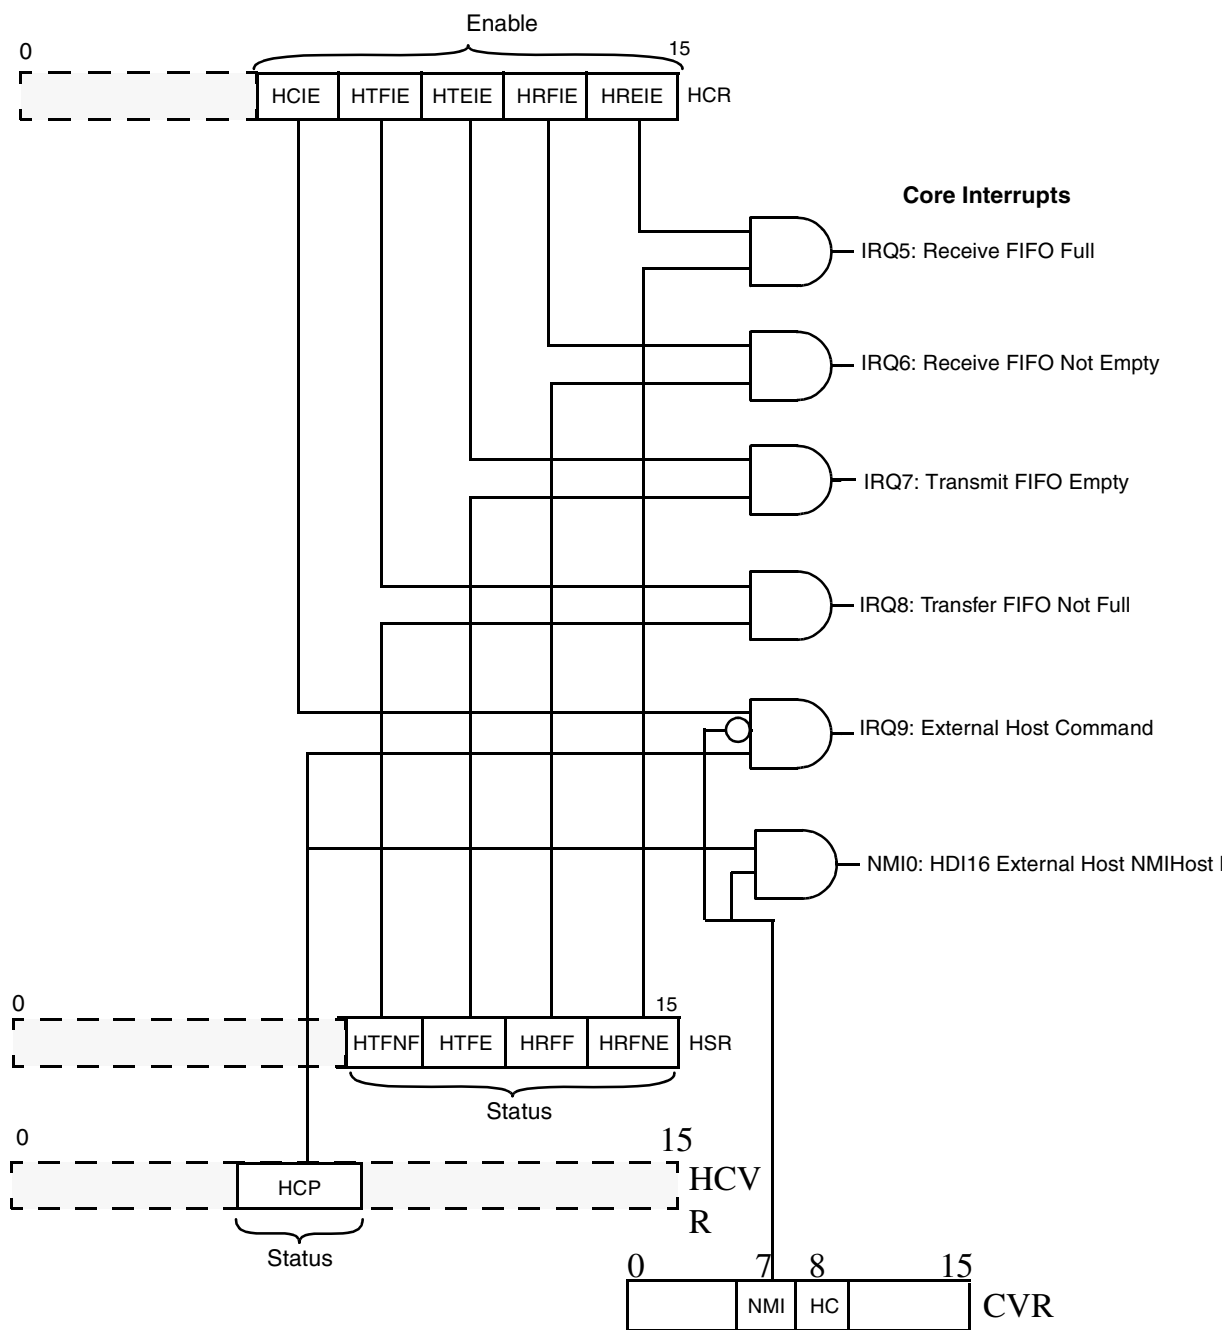 Enable
0
15
HCIE HTFIE HTEIE HRFIE HREIE HCR
Core Interrupts
IRQ5: Receive FIFO Full
IRQ6: Receive FIFO Not Empty
IRQ7: Transmit FIFO Empty
IRQ8: Transfer FIFO Not Full
IRQ9: External Host Command
NMI0: HDI16 External Host NMIHost
0
15
HTFNF HTFE HRFF HRFNE HSR
Status
0
15
HCP
HCV
R
Status
0 7 8 15
NMI HC CVR